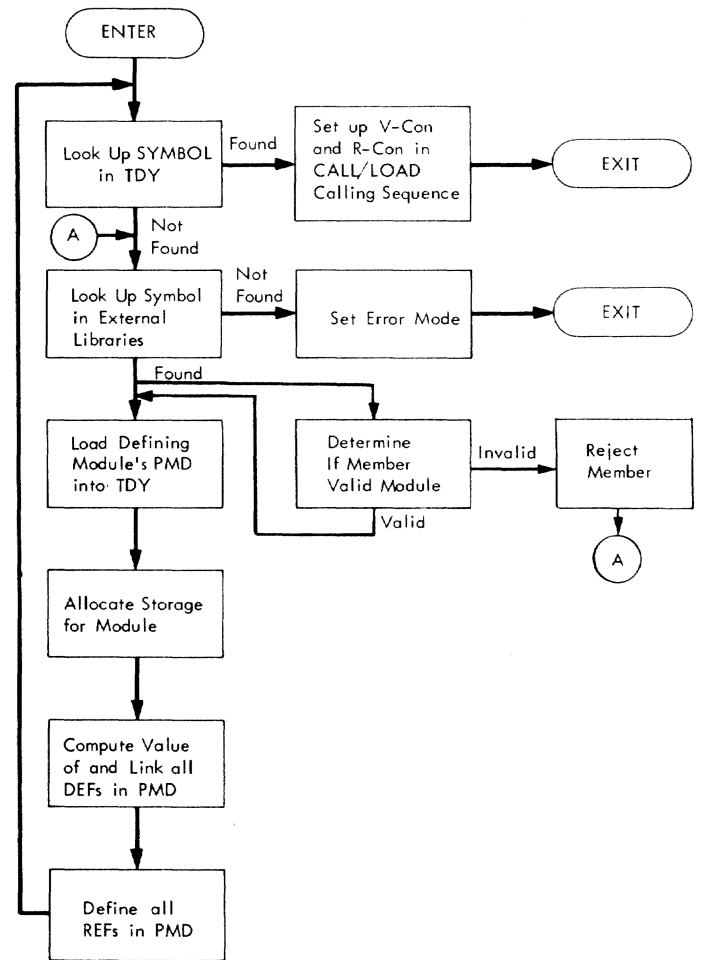 ENTER
Look Up SYMBOL
in TDY
Found
Set up V-Con
and R-Con in
CALL/LOAD
Calling Sequence
EXIT
A
Not
Found
Look Up Symbol
in External
Libraries
Not
Found
Set Error Mode
EXIT
Found
Load Defining
Module's PMD
into TDY
Determine
If Member
Valid Module
Invalid
Reject
Member
Valid
A
Allocate Storage
for Module
Compute Value
of and Link all
DEFs in PMD
Define all
REFs in PMD